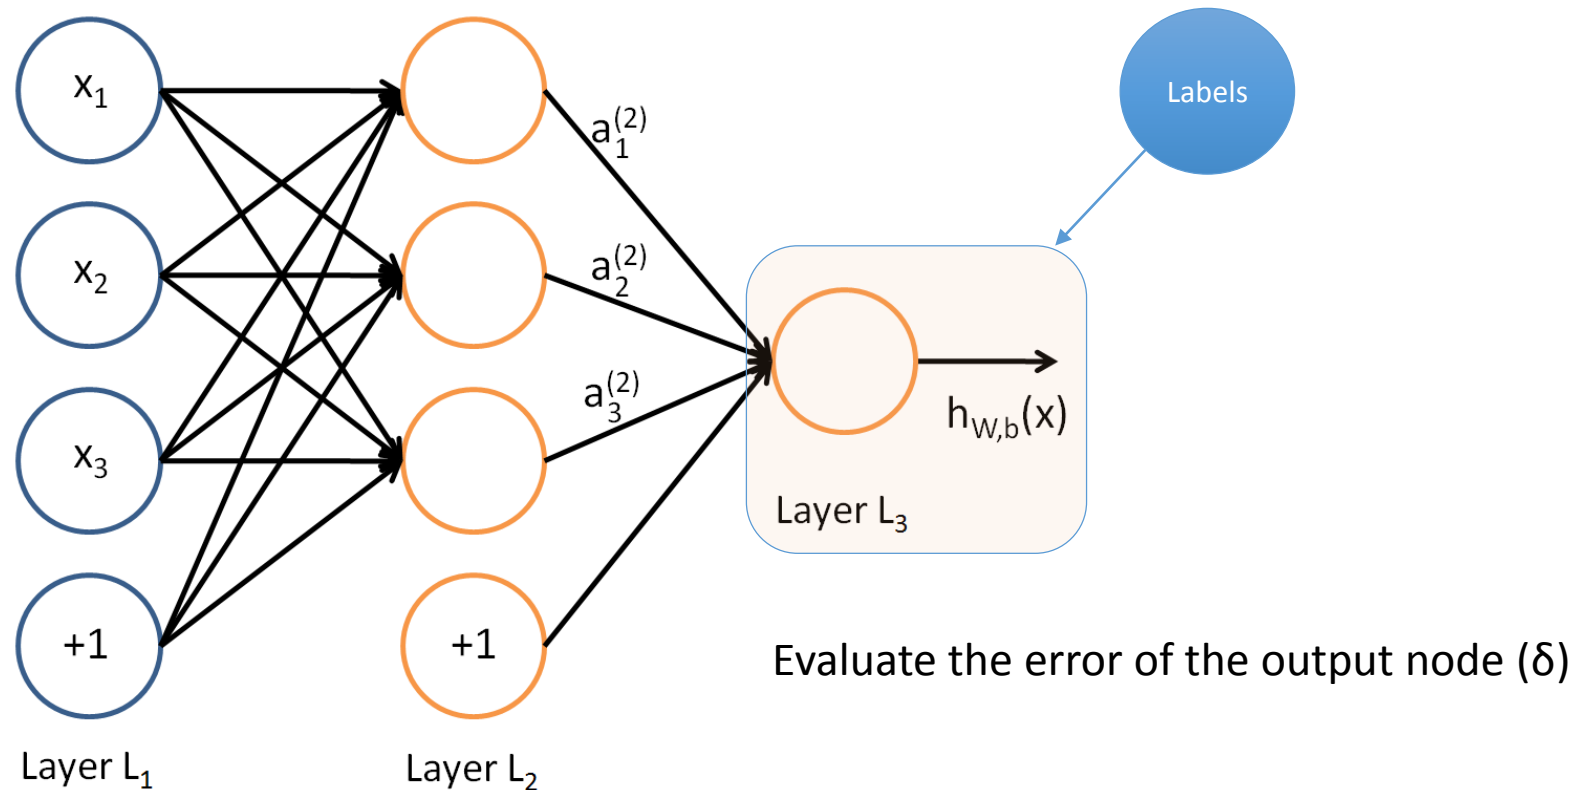 x₁
x₂
x₃
+1
Layer L₁
+1
Layer L₂
a₁⁽²⁾
a₂⁽²⁾
a₃⁽²⁾
Labels
h_W,b(x)
Layer L₃
Evaluate the error of the output node (δ)